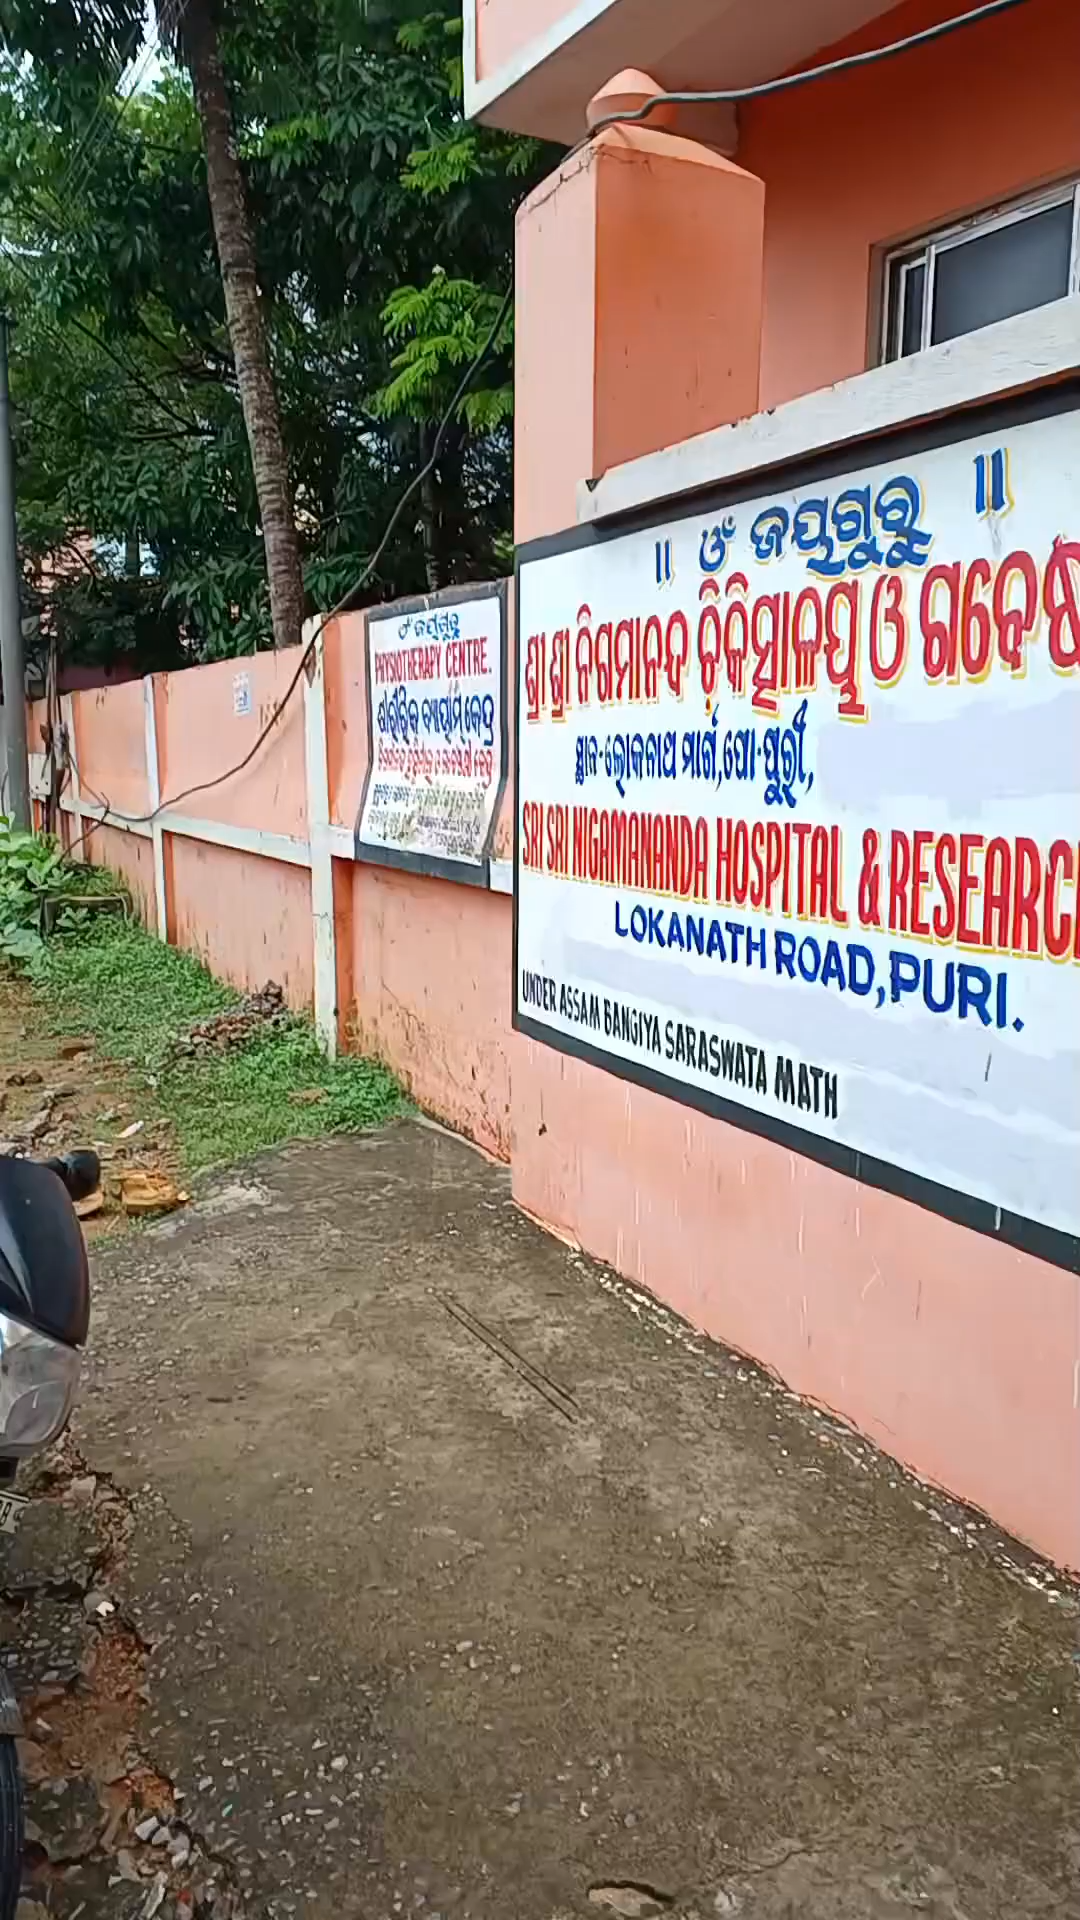 ॥ ଓଁ ଜୟଗୁରୁ ॥
ଶ୍ରୀ ଶ୍ରୀ ନିଗମାନନ୍ଦ ଚିକିତ୍ସାଳୟ ଓ ଗବେଷ
ସ୍ଥାନ-ଲୋକନାଥ ମାର୍ଗ,ପୋ-ପୁରୀ,
SRI SRI NIGAMANANDA HOSPITAL & RESEARC
LOKANATH ROAD,PURI.
UNDER ASSAM BANGIYA SARASWATA MATH
ଓଁ ଜୟଗୁରୁ
PHYSIOTHERAPY CENTRE.
ଶାରୀରିକ ବ୍ୟାୟାମ କେନ୍ଦ୍ର